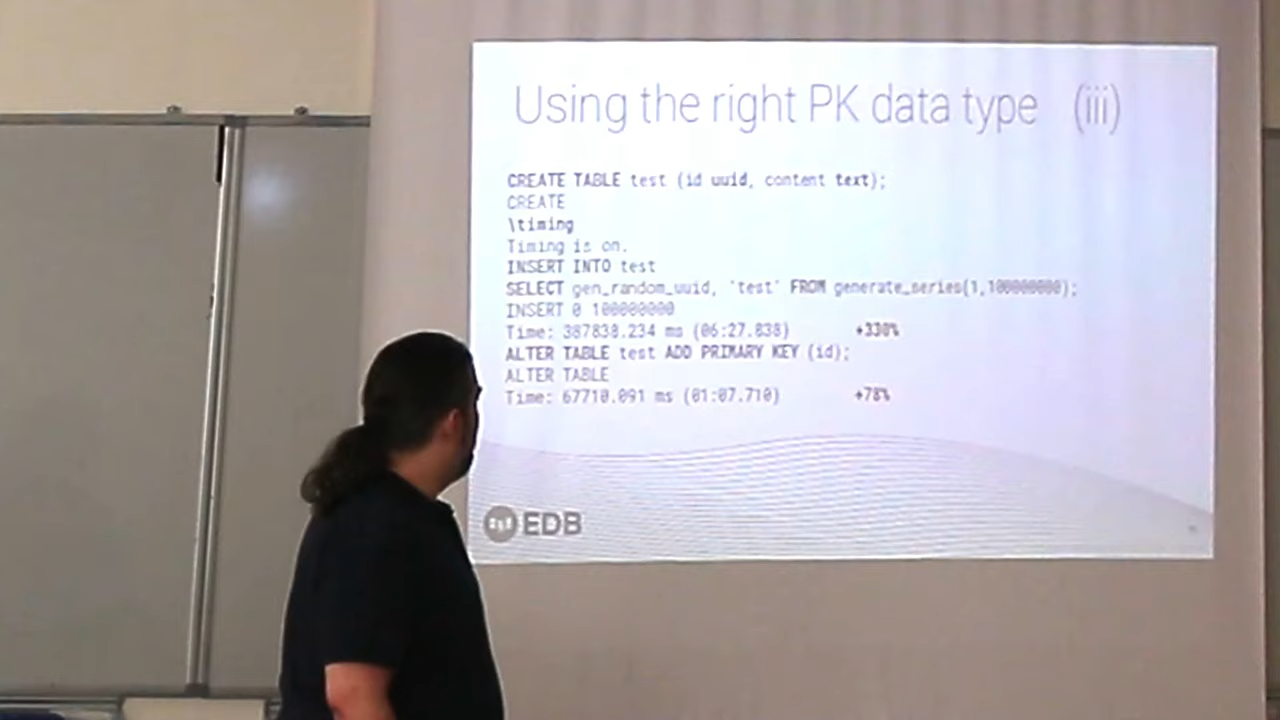 Using the right PK data type (iii)
CREATE TABLE test (id uuid, content text);
CREATE
\timing
Timing is on.
INSERT INTO test
SELECT gen_random_uuid, 'test' FROM generate_series(1,100000000);
INSERT 0 100000000
Time: 387838.234 ms (06:27.838) +330%
ALTER TABLE test ADD PRIMARY KEY (id);
ALTER TABLE
Time: 67710.091 ms (01:07.710) +78%
EDB